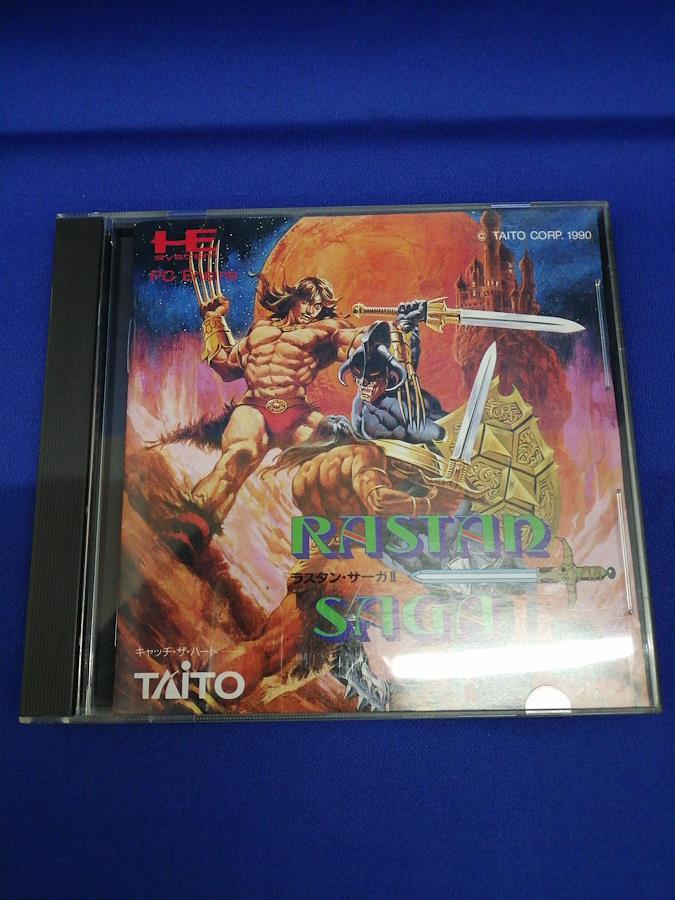 HE
SYSTEM
PC Engine
© TAITO CORP. 1990
RASTAN
ラスタン・サーガII
SAGA II
キャッチ・ザ・ハート
TAITO